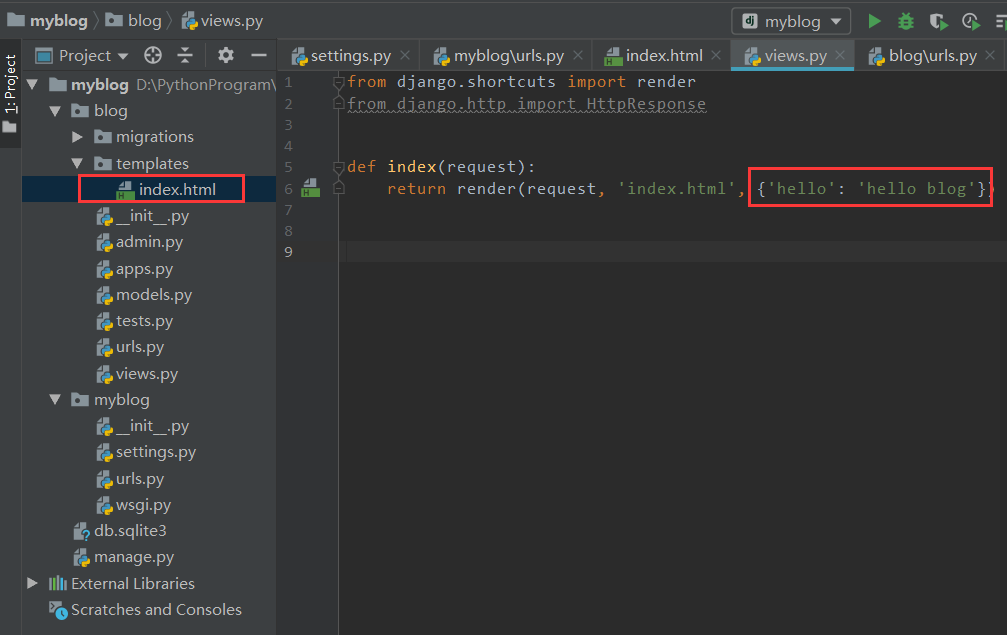 myblog blog views.py myblog
1: Project
Project
settings.py myblog\urls.py index.html views.py blog\urls.py
myblog D:\PythonProgram\
blog
migrations
templates
index.html
__init__.py
admin.py
apps.py
models.py
tests.py
urls.py
views.py
myblog
__init__.py
settings.py
urls.py
wsgi.py
db.sqlite3
manage.py
External Libraries
Scratches and Consoles
1 from django.shortcuts import render
2 from django.http import HttpResponse
3
4
5 def index(request):
6 return render(request, 'index.html', {'hello': 'hello blog'})
7
8
9